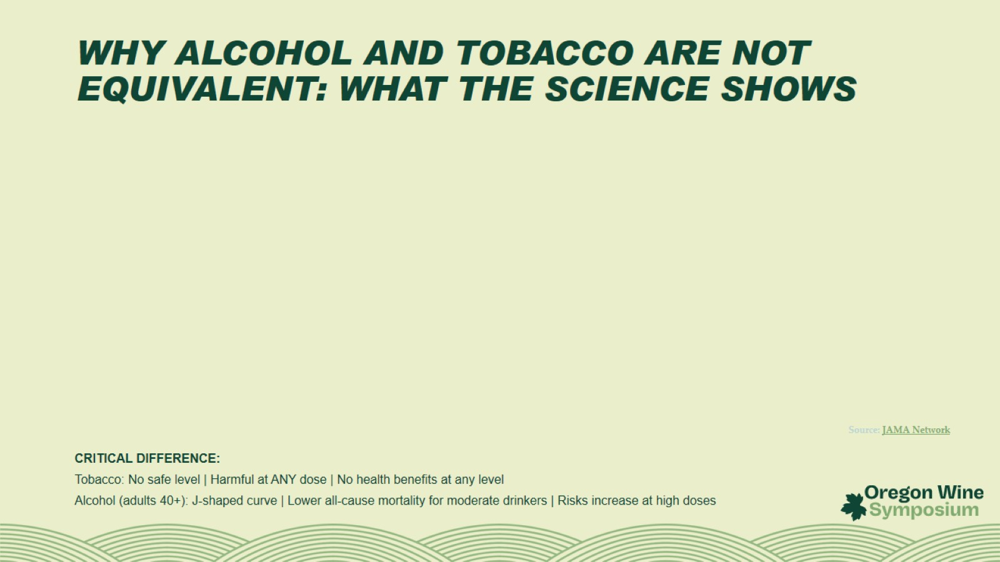 WHY ALCOHOL AND TOBACCO ARE NOT
EQUIVALENT: WHAT THE SCIENCE SHOWS
Source: JAMA Network
CRITICAL DIFFERENCE:
Tobacco: No safe level | Harmful at ANY dose | No health benefits at any level
Alcohol (adults 40+): J-shaped curve | Lower all-cause mortality for moderate drinkers | Risks increase at high doses
Oregon Wine
Symposium